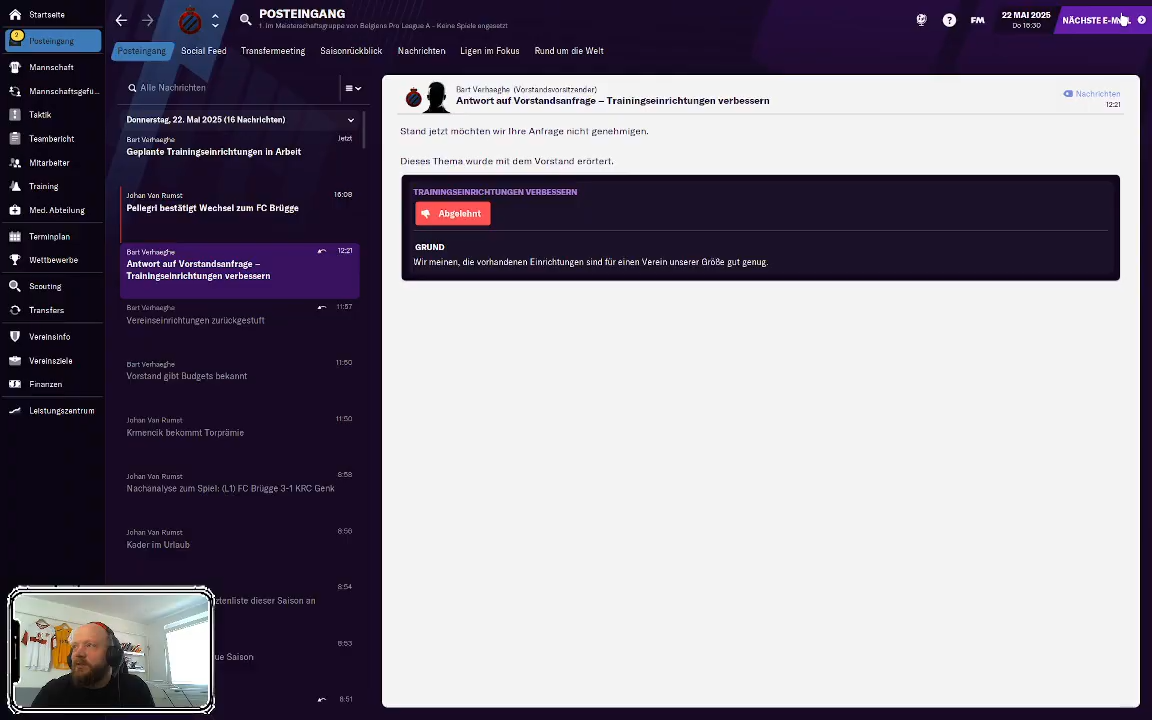 Startseite
Posteingang
2
Mannschaft
Mannschaftsgefü...
Taktik
Teambericht
Mitarbeiter
Training
Med. Abteilung
Terminplan
Wettbewerbe
Scouting
Transfers
Vereinsinfo
Vereinsziele
Finanzen
Leistungszentrum
POSTEINGANG
1. Im Meisterschaftsgruppe von Belgiens Pro League A - Keine Spiele angesetzt
FM
22 MAI 2025
Do 16:30
NÄCHSTE
Posteingang
Social Feed
Transfermeeting
Saisonrückblick
Nachrichten
Ligen im Fokus
Rund um die Welt
Alle Nachrichten
Donnerstag, 22. Mai 2025 (16 Nachrichten)
Bart Verhaeghe
Jetzt
Geplante Trainingseinrichtungen in Arbeit
Johan Van Rumst
16:08
Pellegri bestätigt Wechsel zum FC Brügge
Bart Verhaeghe
12:21
Antwort auf Vorstandsanfrage –
Trainingseinrichtungen verbessern
Bart Verhaeghe
11:57
Vereinseinrichtungen zurückgestuft
Bart Verhaeghe
11:50
Vorstand gibt Budgets bekannt
Johan Van Rumst
11:50
Krmencik bekommt Torprämie
Johan Van Rumst
8:58
Nachanalyse zum Spiel: (L1) FC Brügge 3-1 KRC Genk
Johan Van Rumst
8:56
Kader im Urlaub
8:54
dieser Saison an
8:53
Saison
8:51
Bart Verhaeghe (Vorstandsvorsitzender)
Antwort auf Vorstandsanfrage – Trainingseinrichtungen verbessern
Nachrichten
12:21
Stand jetzt möchten wir Ihre Anfrage nicht genehmigen.
Dieses Thema wurde mit dem Vorstand erörtert.
TRAININGSEINRICHTUNGEN VERBESSERN
Abgelehnt
GRUND
Wir meinen, die vorhandenen Einrichtungen sind für einen Verein unserer Größe gut genug.